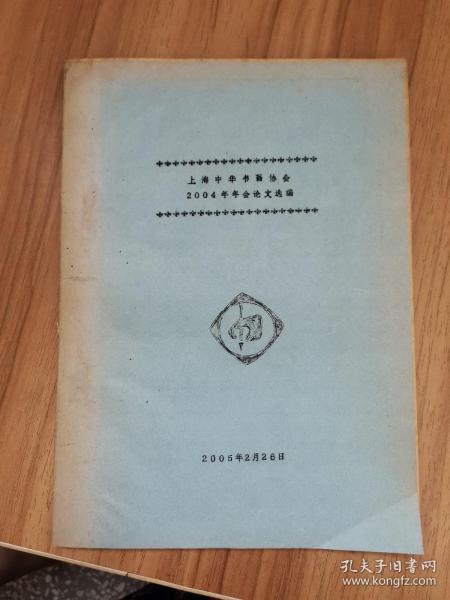 上海中华书画协会
2004年年会论文选编
2005年2月26日
孔夫子旧书网
www.kongfz.com